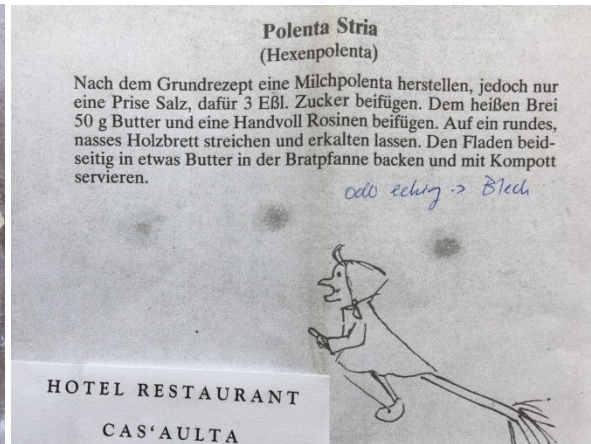 Polenta Stria
(Hexenpolenta)
Nach dem Grundrezept eine Milchpolenta herstellen, jedoch nur
eine Prise Salz, dafür 3 Eßl. Zucker beifügen. Dem heißen Brei
50 g Butter und eine Handvoll Rosinen beifügen. Auf ein rundes,
nasses Holzbrett streichen und erkalten lassen. Den Fladen beid-
seitig in etwas Butter in der Bratpfanne backen und mit Kompott
servieren.
eckig -> Blech
HOTEL RESTAURANT
CAS'AULTA